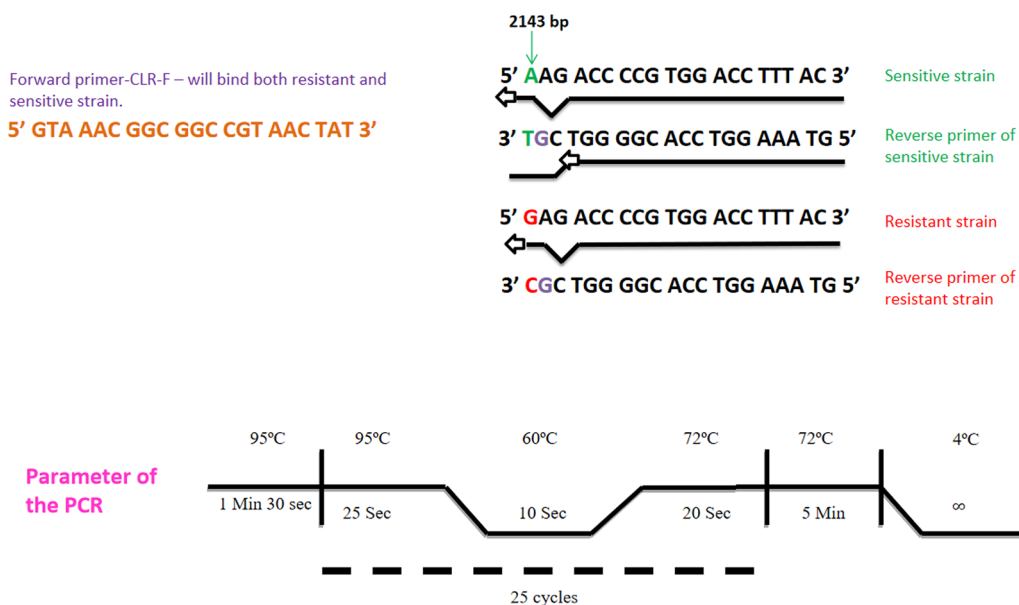 2143 bp
Forward primer-CLR-F – will bind both resistant and
sensitive strain.
5’ GTA AAC GGC GGC CGT AAC TAT 3’
5’ AAG ACC CCG TGG ACC TTT AC 3’
Sensitive strain
3’ TGC TGG GGC ACC TGG AAA TG 5’
Reverse primer of
sensitive strain
5’ GAG ACC CCG TGG ACC TTT AC 3’
Resistant strain
3’ CGC TGG GGC ACC TGG AAA TG 5’
Reverse primer of
resistant strain
Parameter of
the PCR
95ºC 95ºC 60ºC 72ºC 72ºC 4ºC
1 Min 30 sec 25 Sec 10 Sec 20 Sec 5 Min ∞
25 cycles